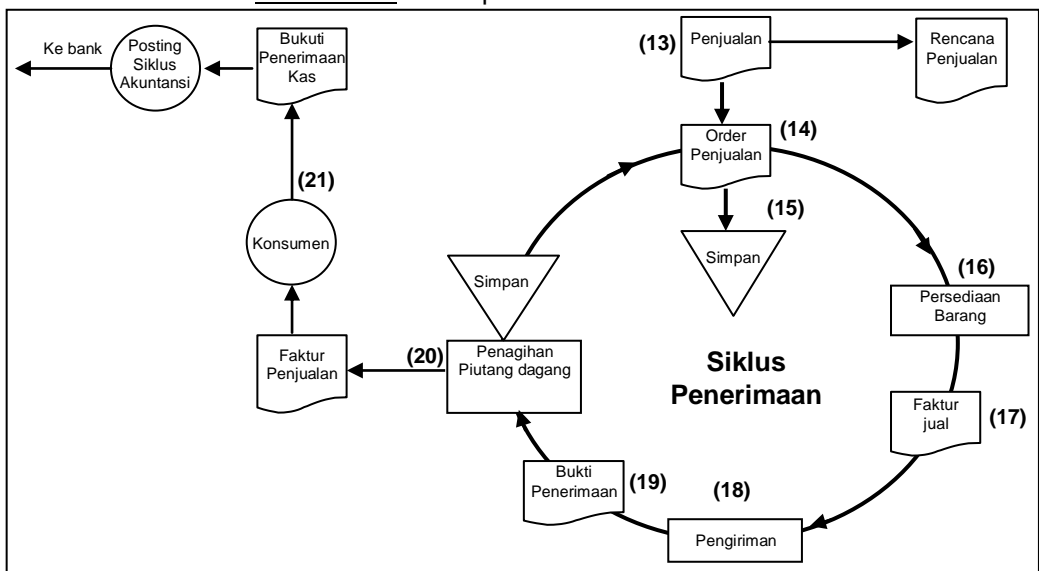 Ke bank
Posting
Siklus
Akuntansi
Bukuti
Penerimaan
Kas
(13)
Penjualan
Rencana
Penjualan
Order
Penjualan
(14)
(15)
Simpan
(21)
Konsumen
Simpan
(16)
Persediaan
Barang
Faktur
Penjualan
(20)
Penagihan
Piutang dagang
Siklus
Penerimaan
Faktur
jual
(17)
Bukti
Penerimaan
(19)
(18)
Pengiriman